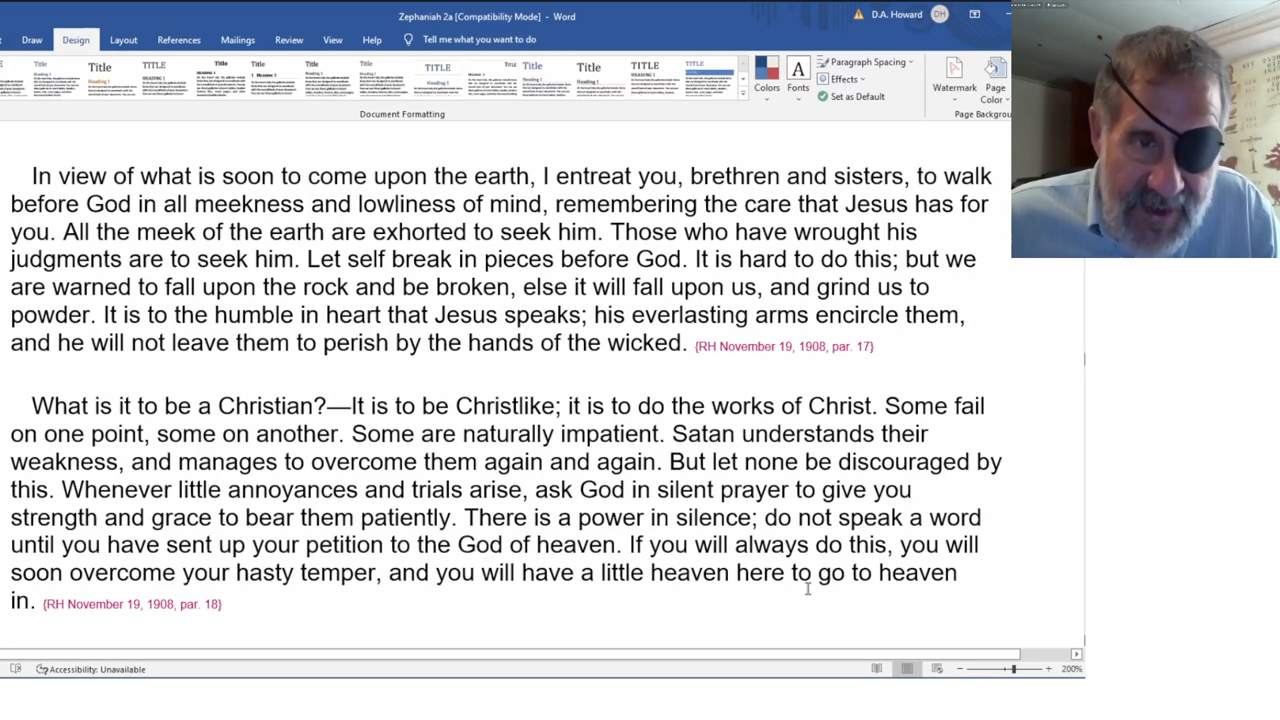 Zephaniah 2a [Compatibility Mode] - Word
D.A. Howard DH
Draw Design Layout References Mailings Review View Help Tell me what you want to do
Title TITLE Title TITLE Title TITLE TITLE
Heading 1 HEADING 1
Colors Fonts
Paragraph Spacing
Effects
Set as Default
Watermark Page
Color
Document Formatting Page Backgrou
In view of what is soon to come upon the earth, I entreat you, brethren and sisters, to walk
before God in all meekness and lowliness of mind, remembering the care that Jesus has for
you. All the meek of the earth are exhorted to seek him. Those who have wrought his
judgments are to seek him. Let self break in pieces before God. It is hard to do this; but we
are warned to fall upon the rock and be broken, else it will fall upon us, and grind us to
powder. It is to the humble in heart that Jesus speaks; his everlasting arms encircle them,
and he will not leave them to perish by the hands of the wicked. {RH November 19, 1908, par. 17}
What is it to be a Christian?—It is to be Christlike; it is to do the works of Christ. Some fail
on one point, some on another. Some are naturally impatient. Satan understands their
weakness, and manages to overcome them again and again. But let none be discouraged by
this. Whenever little annoyances and trials arise, ask God in silent prayer to give you
strength and grace to bear them patiently. There is a power in silence; do not speak a word
until you have sent up your petition to the God of heaven. If you will always do this, you will
soon overcome your hasty temper, and you will have a little heaven here to go to heaven
in. {RH November 19, 1908, par. 18}
Accessibility: Unavailable 200%